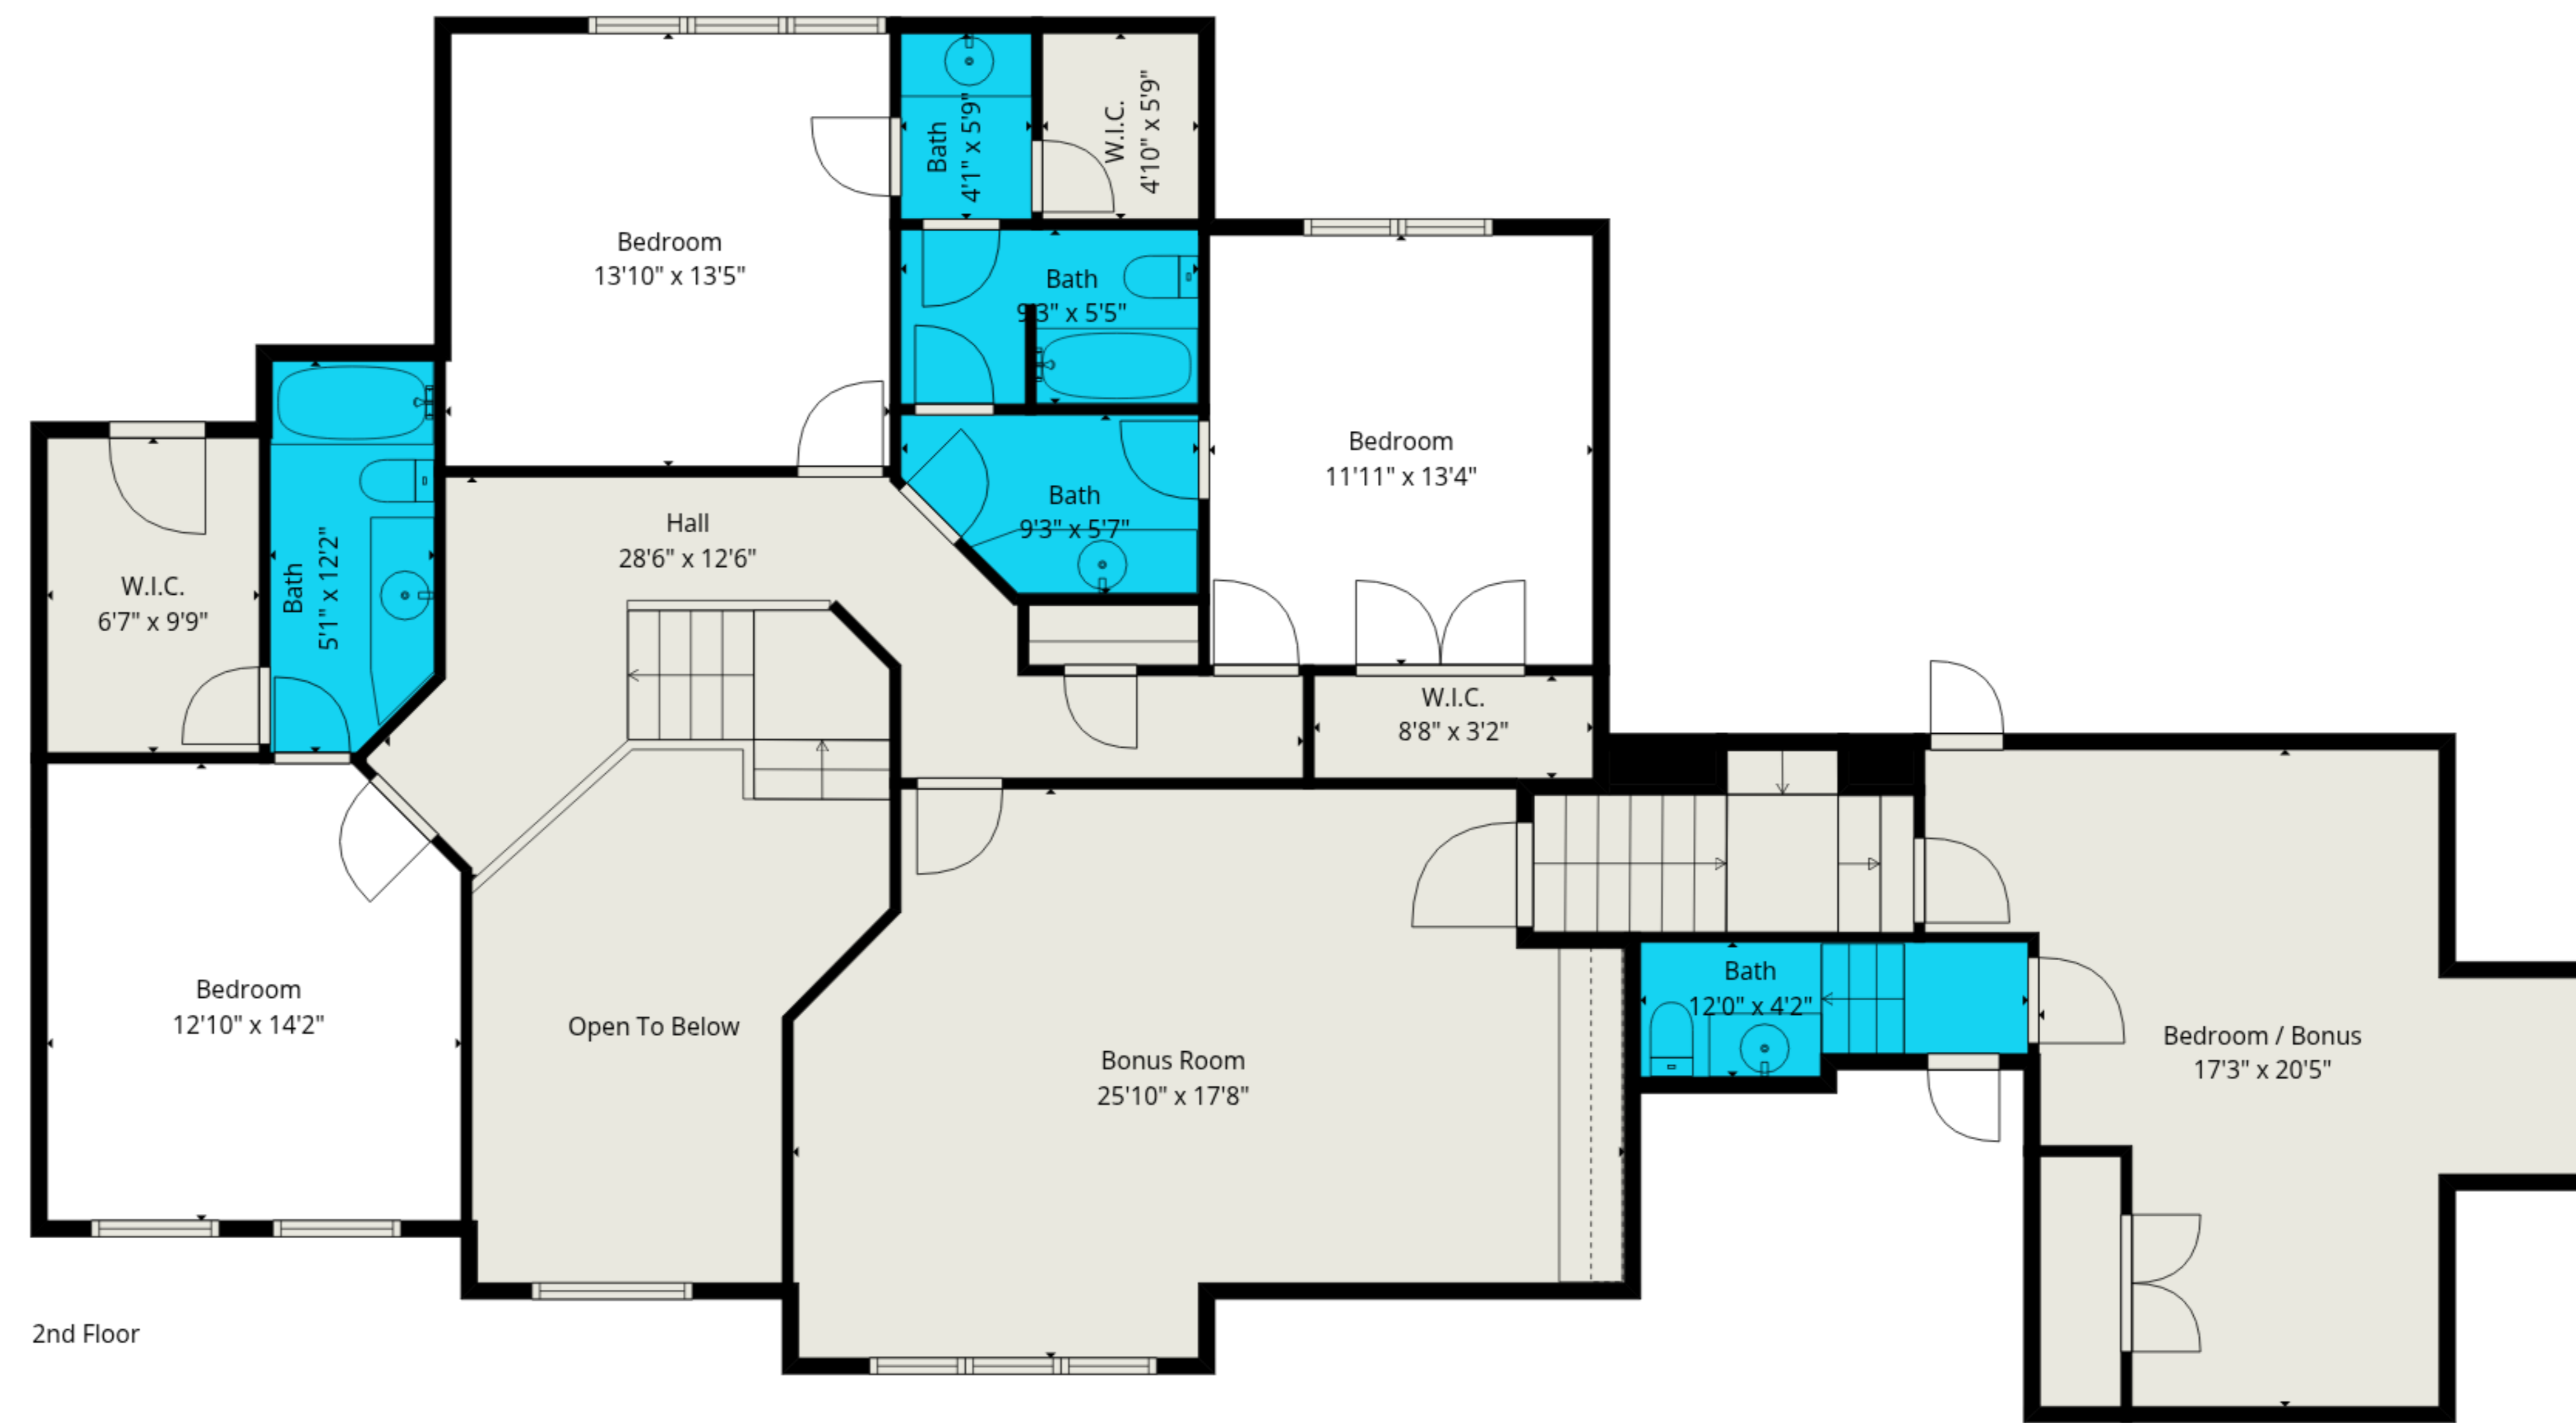 Bath
4'1" x 5'9"
W.I.C.
4'10" x 5'9"
Bedroom
13'10" x 13'5"
Bath
9'3" x 5'5"
Bedroom
11'11" x 13'4"
Bath
9'3" x 5'7"
Hall
28'6" x 12'6"
W.I.C.
6'7" x 9'9"
Bath
5'1" x 12'2"
W.I.C.
8'8" x 3'2"
Bedroom
12'10" x 14'2"
Open To Below
Bonus Room
25'10" x 17'8"
Bath
12'0" x 4'2"
Bedroom / Bonus
17'3" x 20'5"
2nd Floor